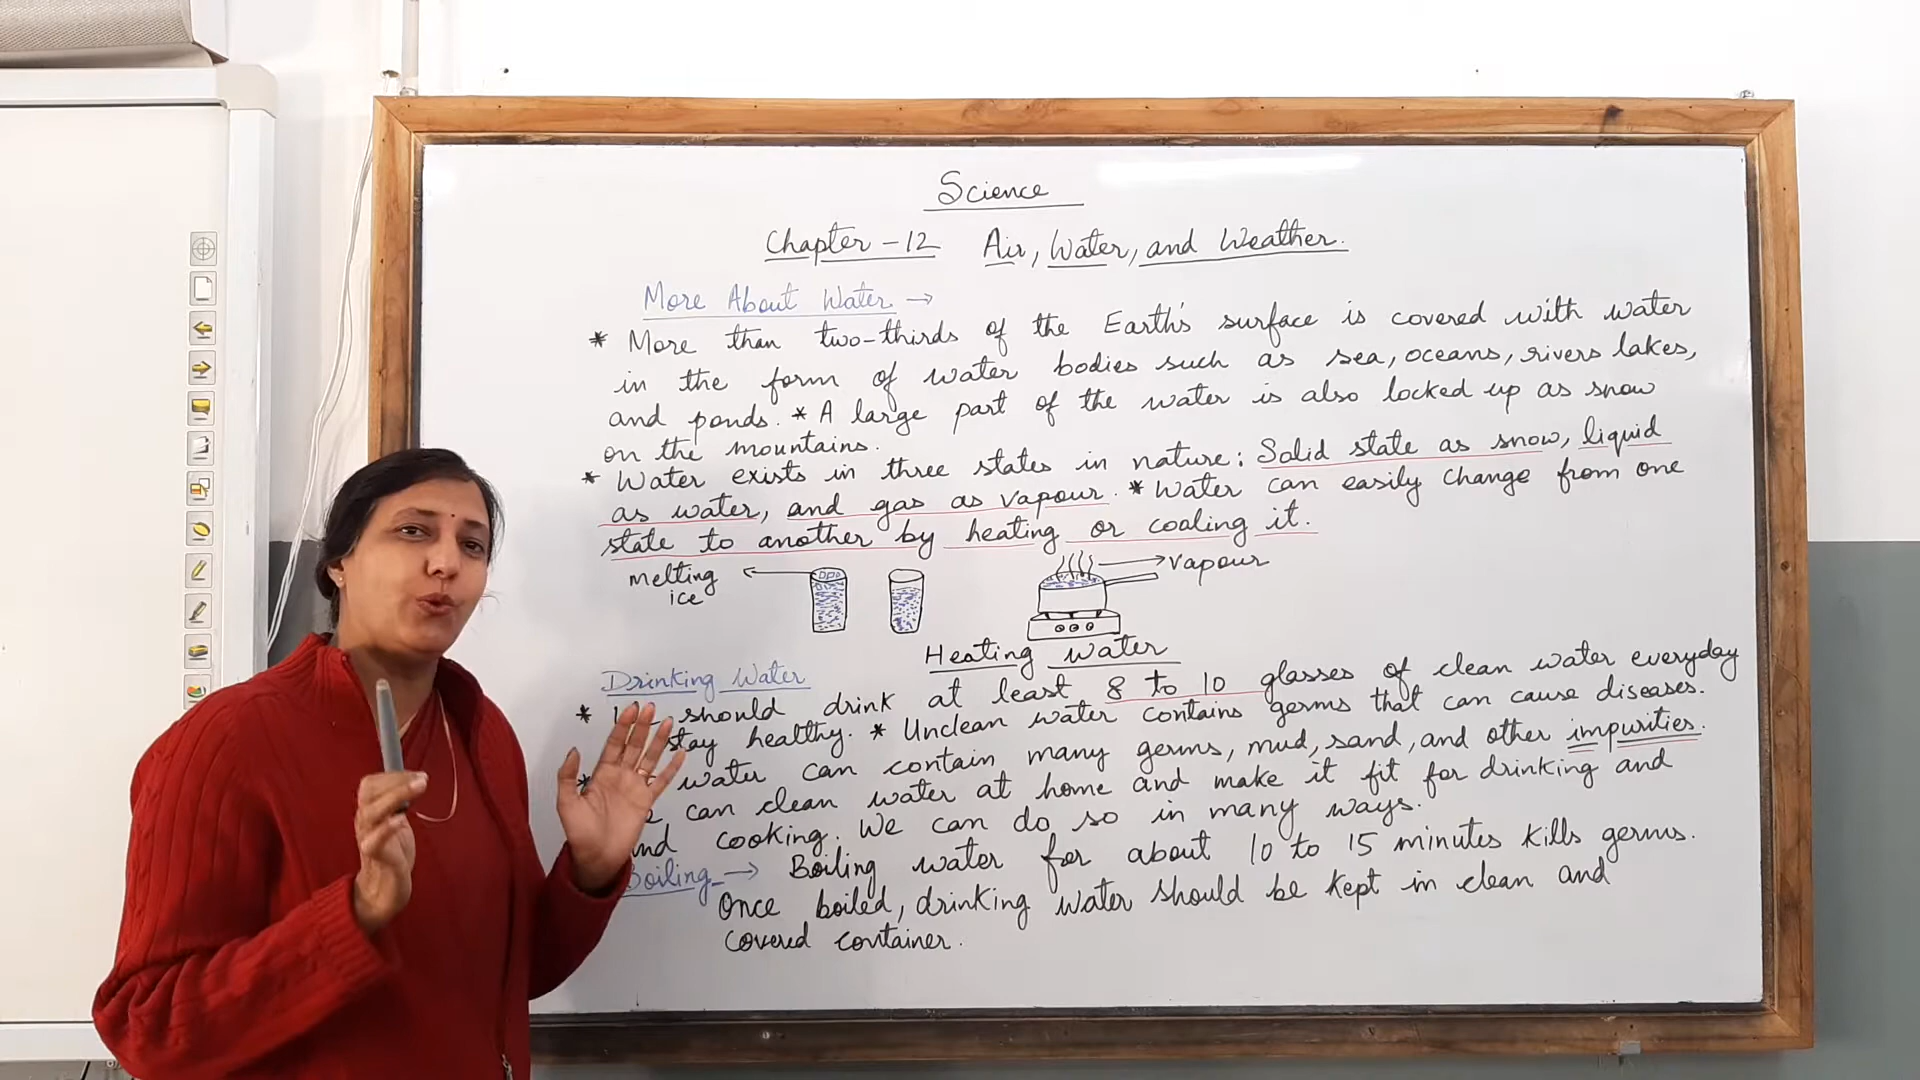 Science
Chapter-12 Air, Water, and Weather.
More About Water →
* More than two-thirds of the Earth's surface is covered with water
in the form of water bodies such as sea, oceans, rivers lakes,
and ponds. * A large part of the water is also locked up as snow
on the mountains.
* Water exists in three states in nature: Solid state as snow, liquid
as water, and gas as vapour. * Water can easily change from one
state to another by heating or cooling it.
melting
ice
vapour
Heating water
Drinking Water
* should drink at least 8 to 10 glasses of clean water everyday
stay healthy. * Unclean water contains germs that can cause diseases.
* water can contain many germs, mud, sand, and other impurities.
can clean water at home and make it fit for drinking and
and cooking. We can do so in many ways.
Boiling → Boiling water for about 10 to 15 minutes kills germs.
Once boiled, drinking water should be kept in clean and
covered container.